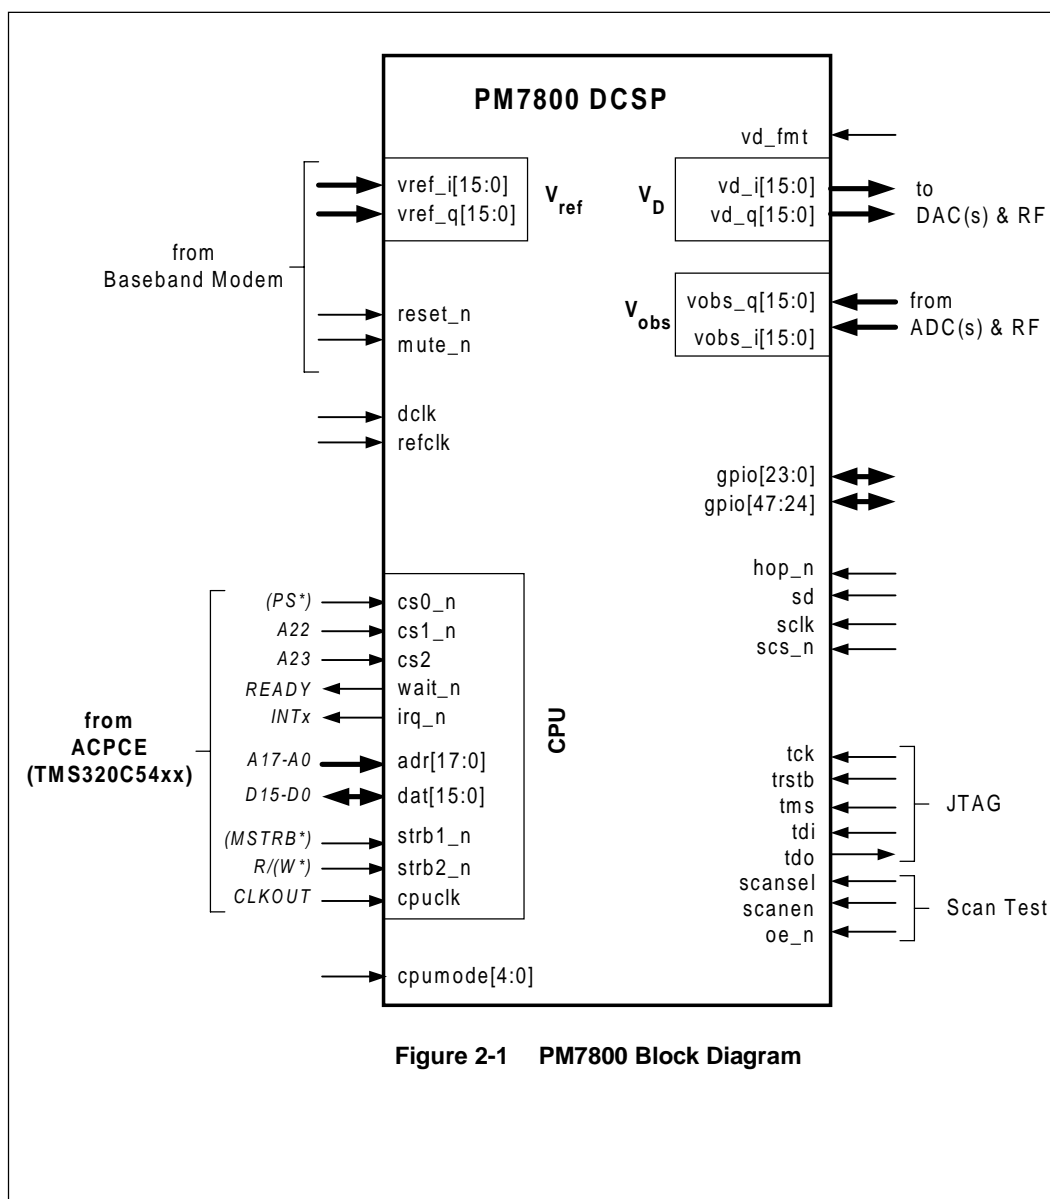 PM7800 DCSP
vd_fmt
vref_i[15:0]
vref_q[15:0]
Vref
VD
vd_i[15:0]
vd_q[15:0]
to
DAC(s) & RF
from
Baseband Modem
reset_n
mute_n
Vobs
vobs_q[15:0]
vobs_i[15:0]
from
ADC(s) & RF
dclk
refclk
gpio[23:0]
gpio[47:24]
hop_n
sd
sclk
scs_n
from
ACPCE
(TMS320C54xx)
(PS*) cs0_n
A22 cs1_n
A23 cs2
READY wait_n
INTx irq_n
A17-A0 adr[17:0]
D15-D0 dat[15:0]
(MSTRB*) strb1_n
R/(W*) strb2_n
CLKOUT cpuclk
CPU
cpumode[4:0]
tck
trstb
tms
tdi
tdo
JTAG
scansel
scanen
oe_n
Scan Test
Figure 2-1 PM7800 Block Diagram